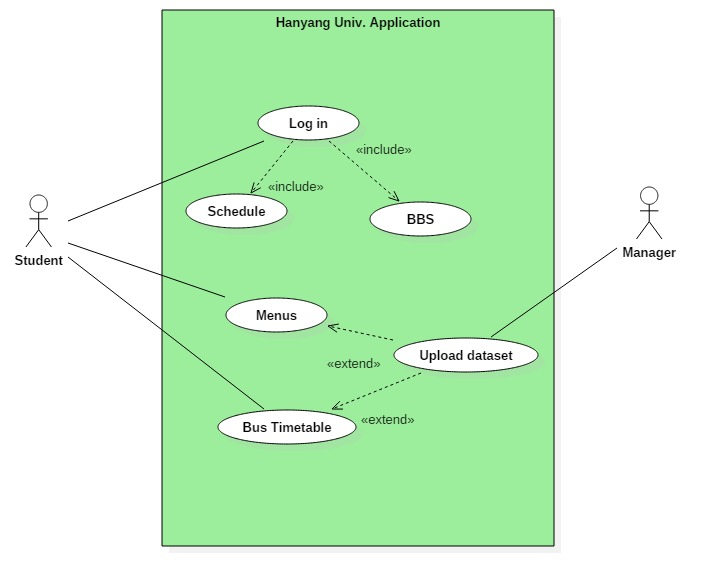 Hanyang Univ. Application
Log in
«include»
«include»
Schedule
BBS
Student
Manager
Menus
Upload dataset
«extend»
«extend»
Bus Timetable